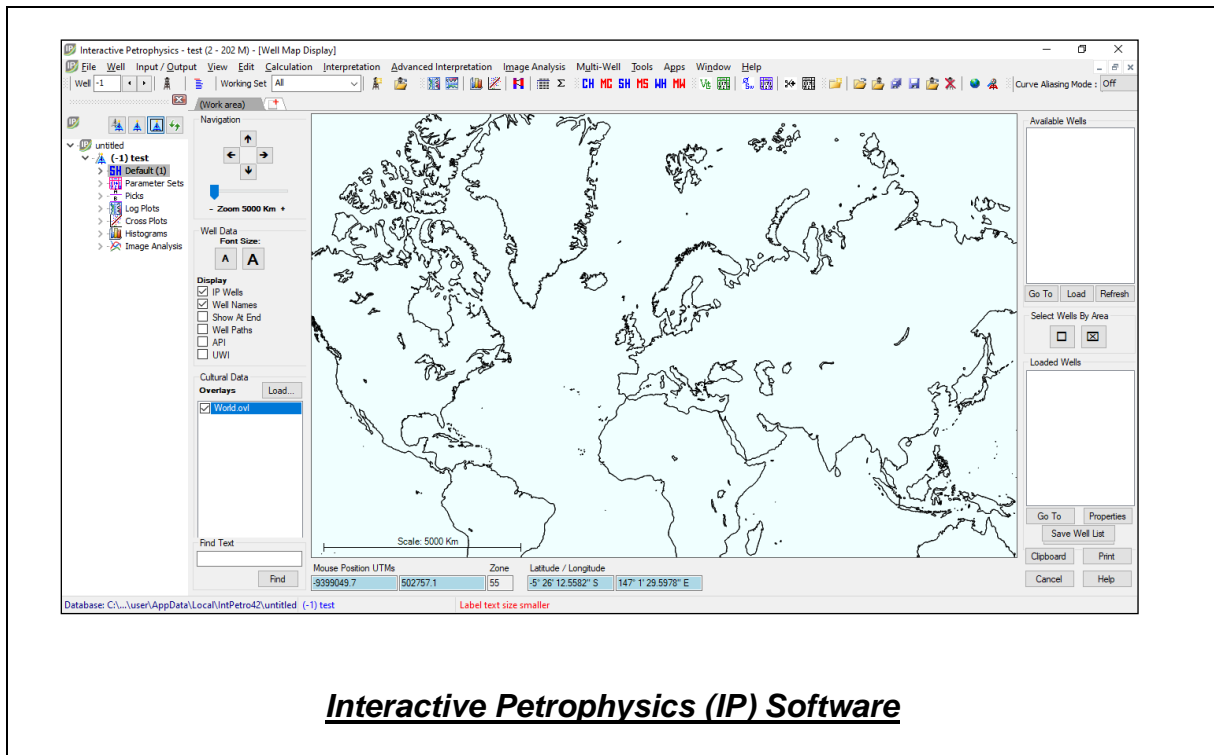 Interactive Petrophysics - test (2 - 202 M) - [Well Map Display]
File Well Input / Output View Edit Calculation Interpretation Advanced Interpretation Image Analysis Multi-Well Tools Apps Window Help
Well -1 Working Set All Σ CH MC SH MS WH MW Curve Aliasing Mode : Off
(Work area)
Navigation
- Zoom 5000 Km +
untitled
(-1) test
SH Default (1)
Parameter Sets
Picks
Log Plots
Cross Plots
Histograms
Image Analysis
Well Data
Font Size:
A A
Display
IP Wells
Well Names
Show At End
Well Paths
API
UWI
Cultural Data
Overlays Load...
World.ovl
Find Text
Find
Scale: 5000 Km
Mouse Position UTMs Zone Latitude / Longitude
-9399049.7 502757.1 55 -5° 26' 12.5582" S 147° 1' 29.5978" E
Available Wells
Go To Load Refresh
Select Wells By Area
Loaded Wells
Go To Properties
Save Well List
Clipboard Print
Cancel Help
Database: C:\...\user\AppData\Local\IntPetro42\untitled (-1) test Label text size smaller
Interactive Petrophysics (IP) Software